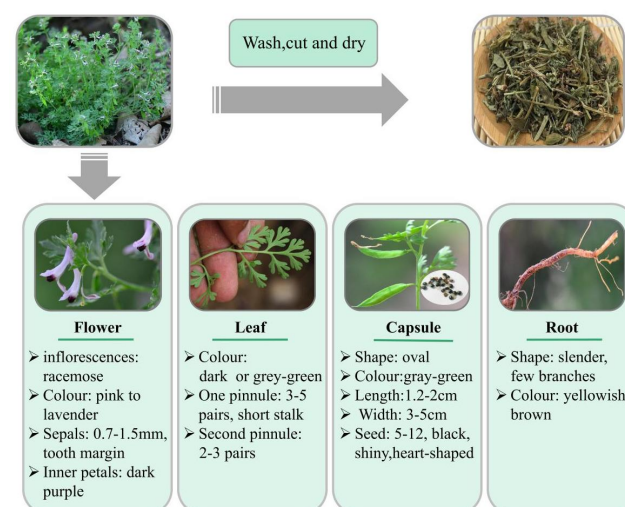 Wash,cut and dry
Flower
➢ inflorescences:
racemose
➢ Colour: pink to
lavender
➢ Sepals: 0.7-1.5mm,
tooth margin
➢ Inner petals: dark
purple
Leaf
➢ Colour:
dark or grey-green
➢ One pinnule: 3-5
pairs, short stalk
➢ Second pinnule:
2-3 pairs
Capsule
➢ Shape: oval
➢ Colour:gray-green
➢ Length:1.2-2cm
➢ Width: 3-5cm
➢ Seed: 5-12, black,
shiny,heart-shaped
Root
➢ Shape: slender,
few branches
➢ Colour: yellowish
brown